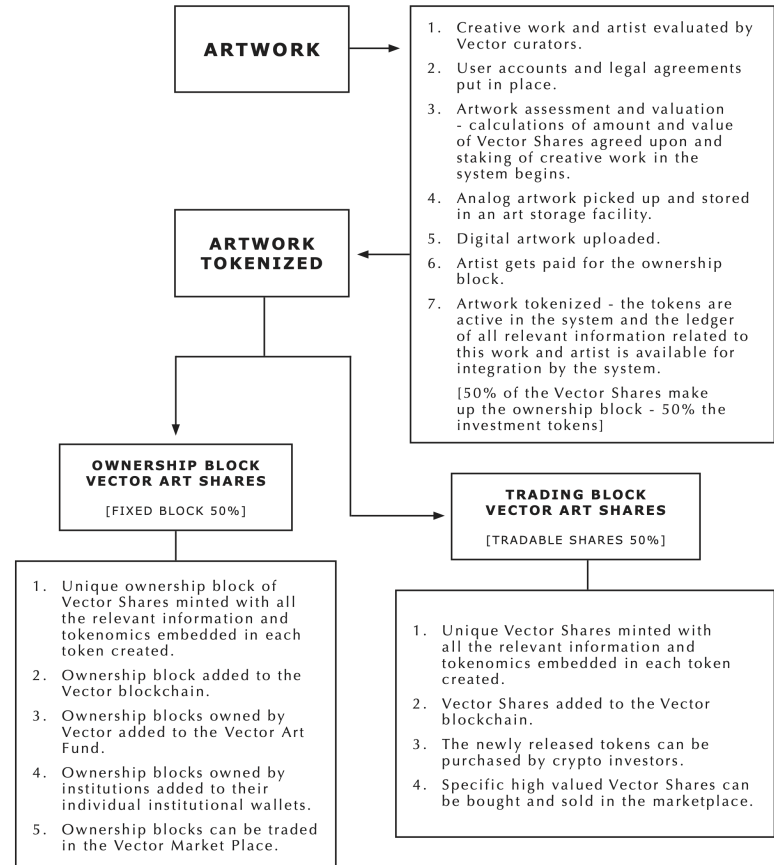 ARTWORK
1. Creative work and artist evaluated by
Vector curators.
2. User accounts and legal agreements
put in place.
3. Artwork assessment and valuation
- calculations of amount and value
of Vector Shares agreed upon and
staking of creative work in the
system begins.
4. Analog artwork picked up and stored
in an art storage facility.
5. Digital artwork uploaded.
6. Artist gets paid for the ownership
block.
7. Artwork tokenized - the tokens are
active in the system and the ledger
of all relevant information related to
this work and artist is available for
integration by the system.
[50% of the Vector Shares make
up the ownership block - 50% the
investment tokens]
ARTWORK
TOKENIZED
OWNERSHIP BLOCK
VECTOR ART SHARES
[FIXED BLOCK 50%]
1. Unique ownership block of
Vector Shares minted with all
the relevant information and
tokenomics embedded in each
token created.
2. Ownership block added to the
Vector blockchain.
3. Ownership blocks owned by
Vector added to the Vector Art
Fund.
4. Ownership blocks owned by
institutions added to their
individual institutional wallets.
5. Ownership blocks can be traded
in the Vector Market Place.
TRADING BLOCK
VECTOR ART SHARES
[TRADABLE SHARES 50%]
1. Unique Vector Shares minted with
all the relevant information and
tokenomics embedded in each token
created.
2. Vector Shares added to the Vector
blockchain.
3. The newly released tokens can be
purchased by crypto investors.
4. Specific high valued Vector Shares can
be bought and sold in the marketplace.